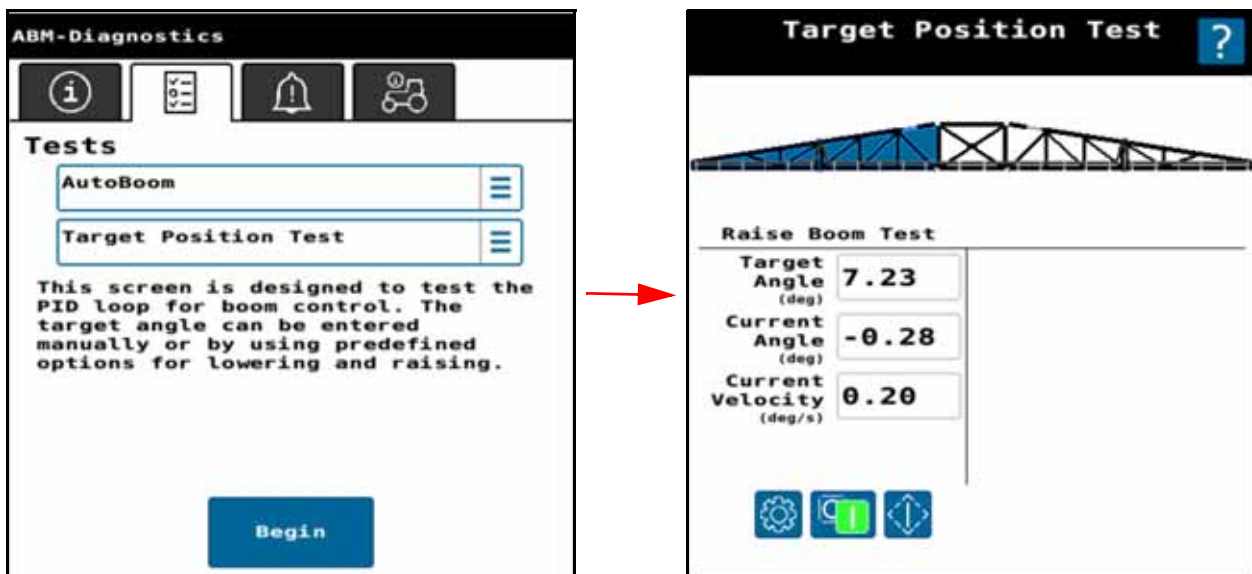 ABM-Diagnostics
Tests
AutoBoom
Target Position Test
This screen is designed to test the
PID loop for boom control. The
target angle can be entered
manually or by using predefined
options for lowering and raising.
Begin
Target Position Test
?
Raise Boom Test
Target
Angle
(deg)
7.23
Current
Angle
(deg)
-0.28
Current
Velocity
(deg/s)
0.20